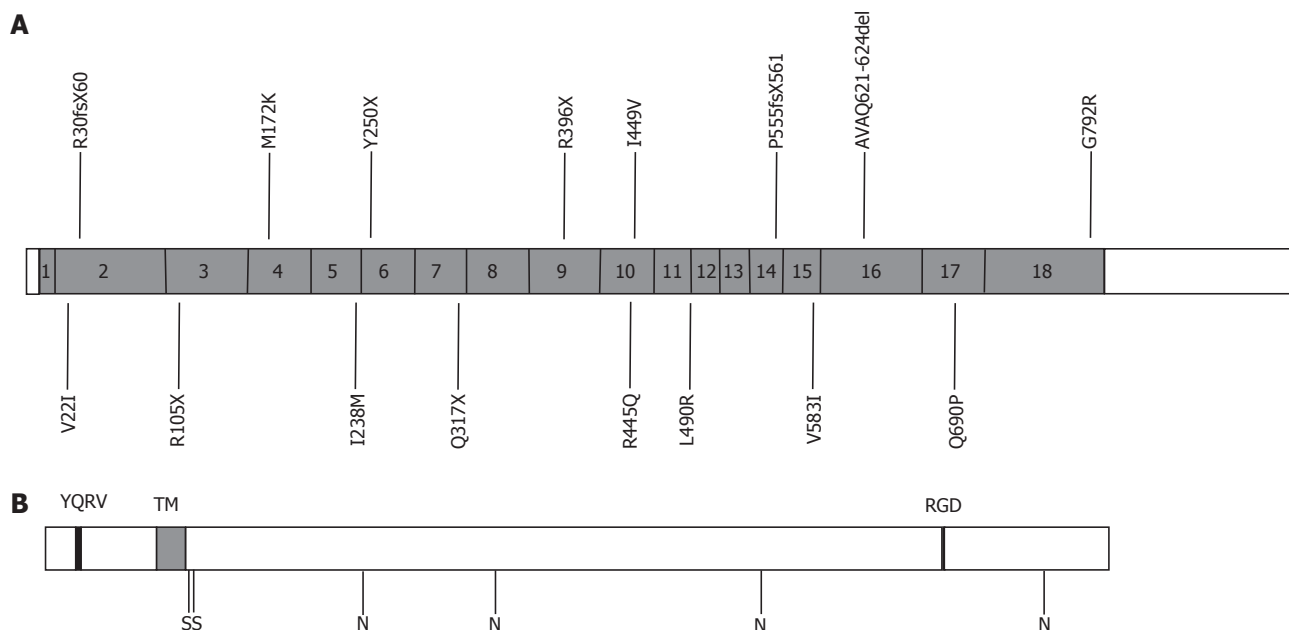 A
R30fsX60
M172K
Y250X
R396X
I449V
P555fsX561
AVAQ621-624del
G792R
1 2 3 4 5 6 7 8 9 10 11 12 13 14 15 16 17 18
V22I
R105X
I238M
Q317X
R445Q
L490R
V583I
Q690P
B
YQRV TM RGD
SS N N N N